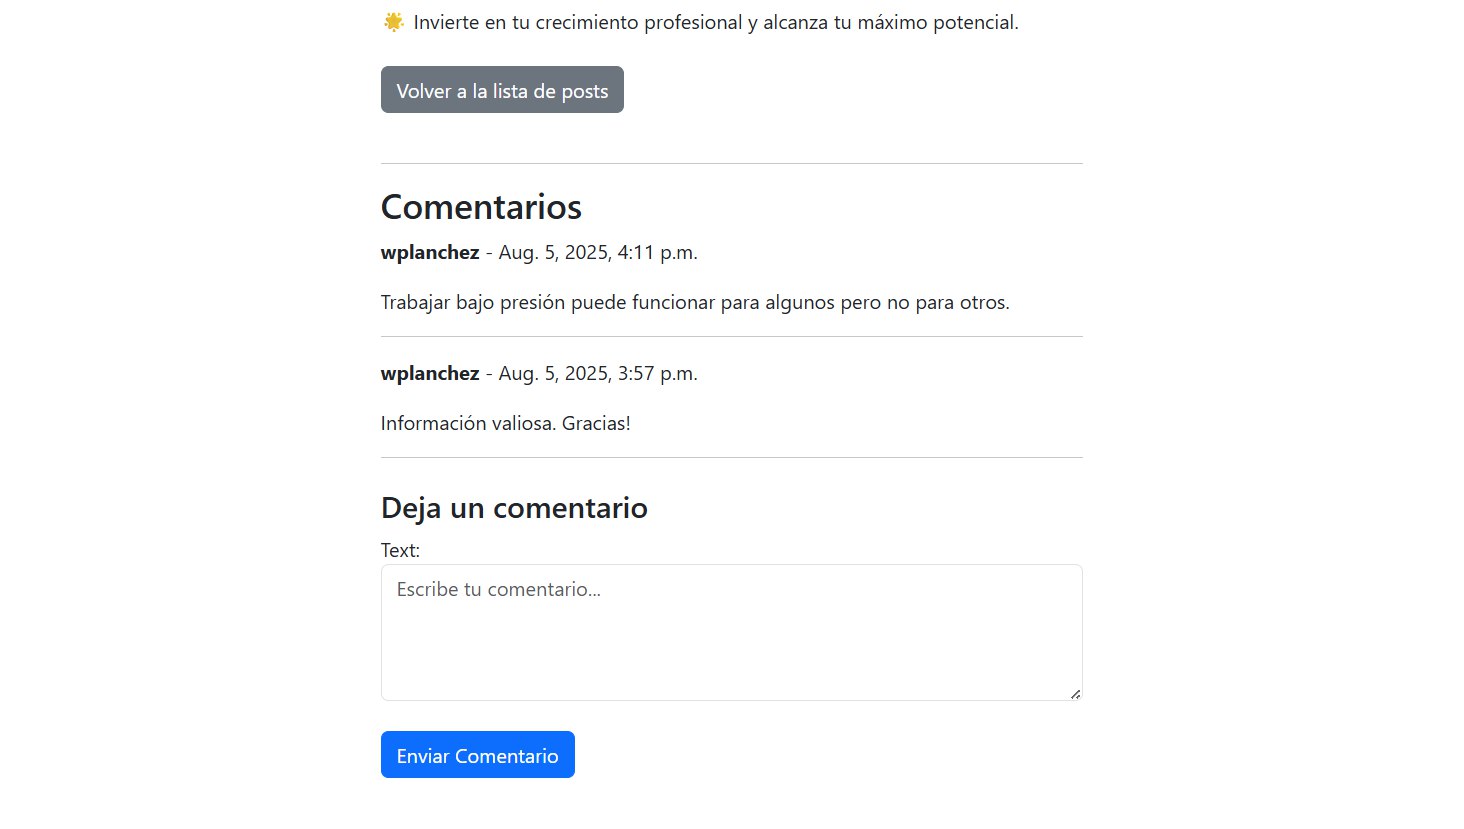 🌟 Invierte en tu crecimiento profesional y alcanza tu máximo potencial.
Volver a la lista de posts
Comentarios
wplanchez - Aug. 5, 2025, 4:11 p.m.
Trabajar bajo presión puede funcionar para algunos pero no para otros.
wplanchez - Aug. 5, 2025, 3:57 p.m.
Información valiosa. Gracias!
Deja un comentario
Text:
Escribe tu comentario...
Enviar Comentario